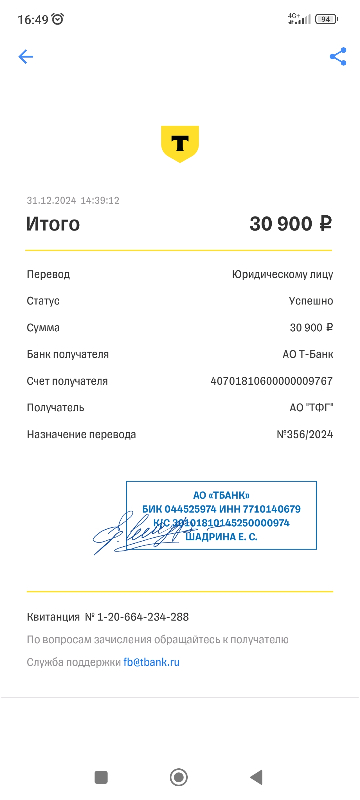 16:49
4G+ 94
T
31.12.2024 14:39:12
Итого 30 900 ₽
Перевод Юридическому лицу
Статус Успешно
Сумма 30 900 ₽
Банк получателя АО Т-Банк
Счет получателя 40701810600000009767
Получатель АО "ТФГ"
Назначение перевода №356/2024
АО «ТБАНК»
БИК 044525974 ИНН 7710140679
К/С 30101810145250000974
ШАДРИНА Е. С.
Квитанция № 1-20-664-234-288
По вопросам зачисления обращайтесь к получателю
Служба поддержки fb@tbank.ru